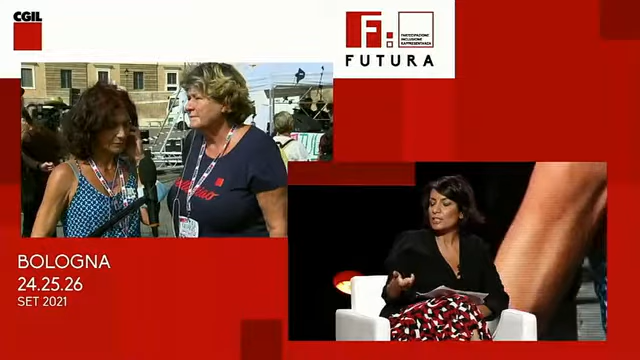 CGIL
F:
PARTECIPAZIONE
INCLUSIONE
RAPPRESENTANZA
FUTURA
BOLOGNA
24.25.26
SET 2021